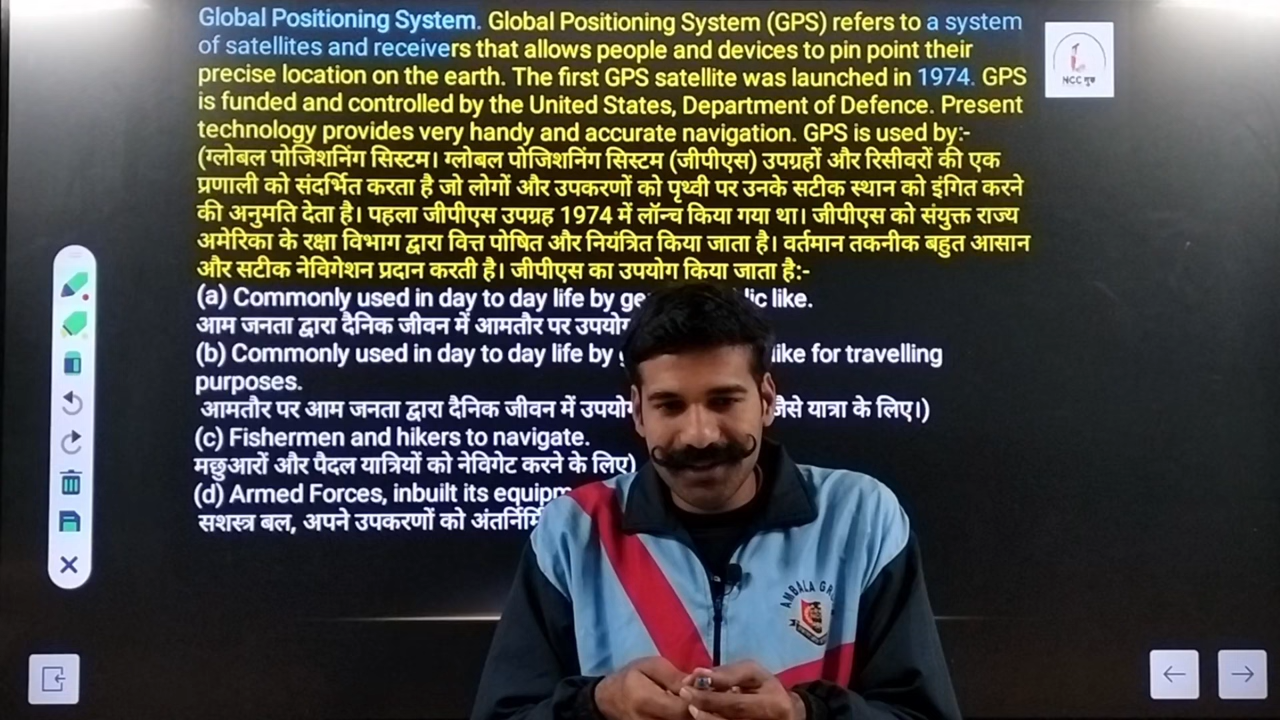 Global Positioning System. Global Positioning System (GPS) refers to a system
of satellites and receivers that allows people and devices to pin point their
precise location on the earth. The first GPS satellite was launched in 1974. GPS
is funded and controlled by the United States, Department of Defence. Present
technology provides very handy and accurate navigation. GPS is used by:-
(ग्लोबल पोजिशनिंग सिस्टम। ग्लोबल पोजिशनिंग सिस्टम (जीपीएस) उपग्रहों और रिसीवरों की एक
प्रणाली को संदर्भित करता है जो लोगों और उपकरणों को पृथ्वी पर उनके सटीक स्थान को इंगित करने
की अनुमति देता है। पहला जीपीएस उपग्रह 1974 में लॉन्च किया गया था। जीपीएस को संयुक्त राज्य
अमेरिका के रक्षा विभाग द्वारा वित्त पोषित और नियंत्रित किया जाता है। वर्तमान तकनीक बहुत आसान
और सटीक नेविगेशन प्रदान करती है। जीपीएस का उपयोग किया जाता है:-
(a) Commonly used in day to day life by like.
आम जनता द्वारा दैनिक जीवन में आमतौर पर
(b) Commonly used in day to day life by like for travelling
purposes.
आमतौर पर आम जनता द्वारा दैनिक जीवन में जैसे यात्रा के लिए।)
(c) Fishermen and hikers to navigate.
मछुआरों और पैदल यात्रियों को नेविगेट करने के लिए)
(d) Armed Forces, inbuilt its
सशस्त्र बल, अपने उपकरणों को
NCC गुरु
AMBALA